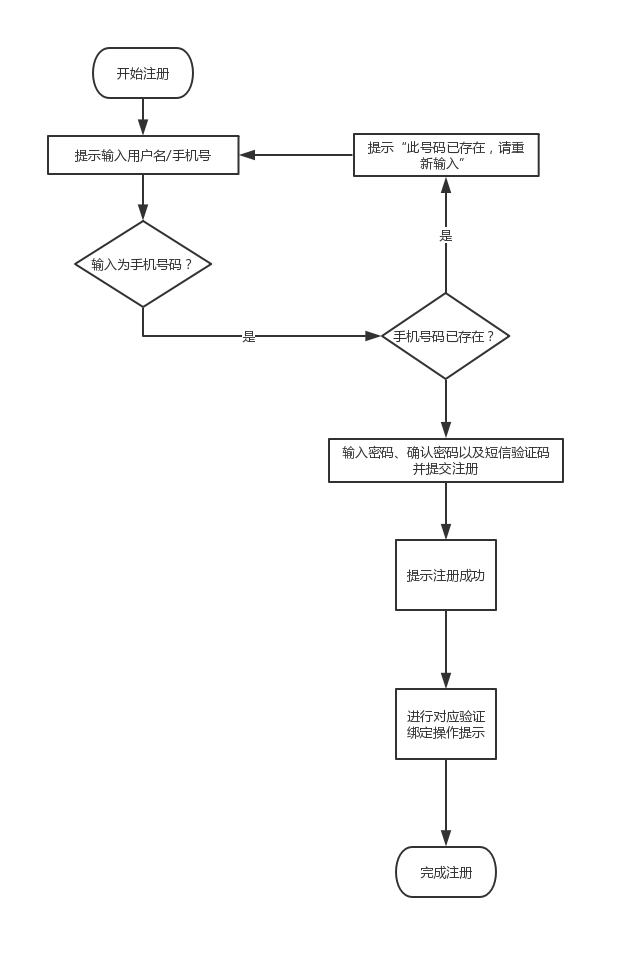 开始注册
提示输入用户名/手机号
提示“此号码已存在，请重
新输入”
是
输入为手机号码？
是
手机号码已存在？
输入密码、确认密码以及短信验证码
并提交注册
提示注册成功
进行对应验证
绑定操作提示
完成注册